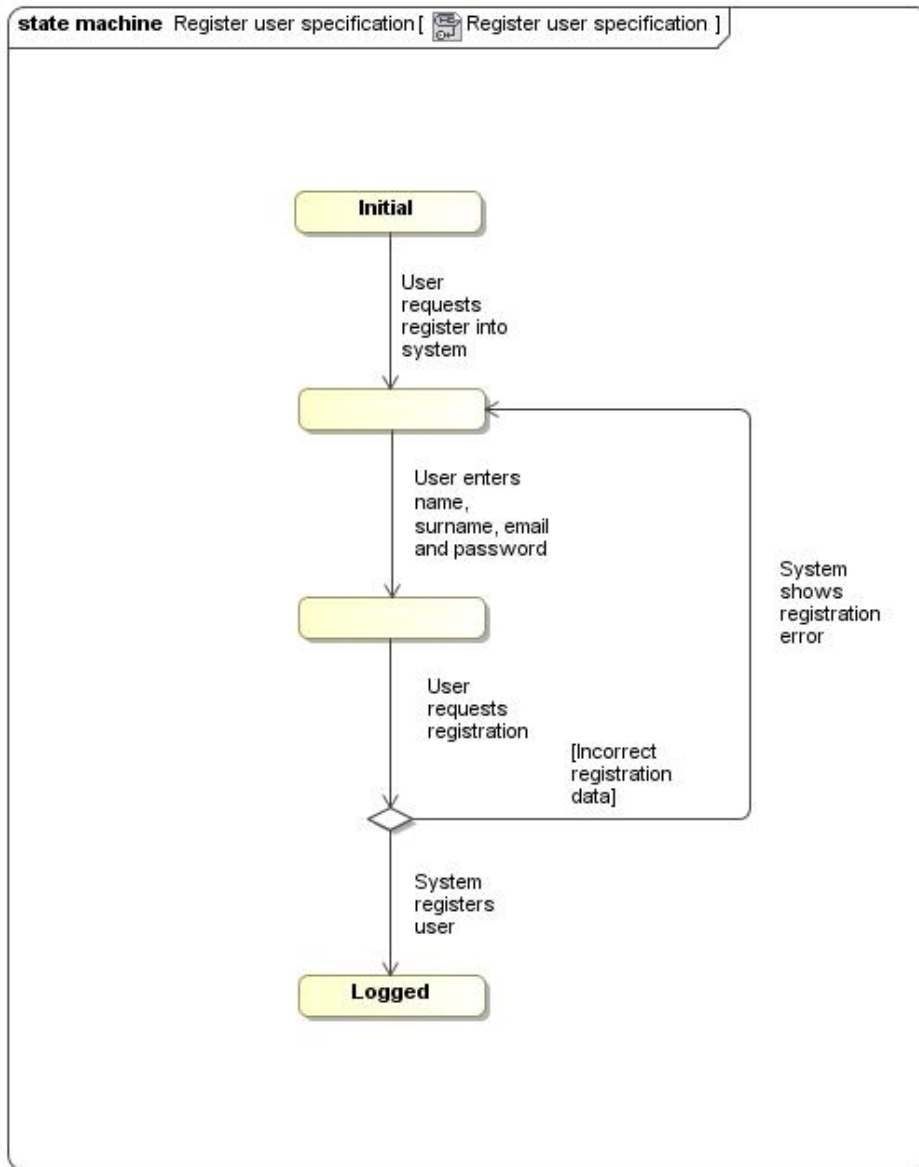 state machine Register user specification [ Register user specification ]
Initial
User
requests
register into
system
User enters
name,
surname, email
and password
System
shows
registration
error
User
requests
registration
[Incorrect
registration
data]
System
registers
user
Logged